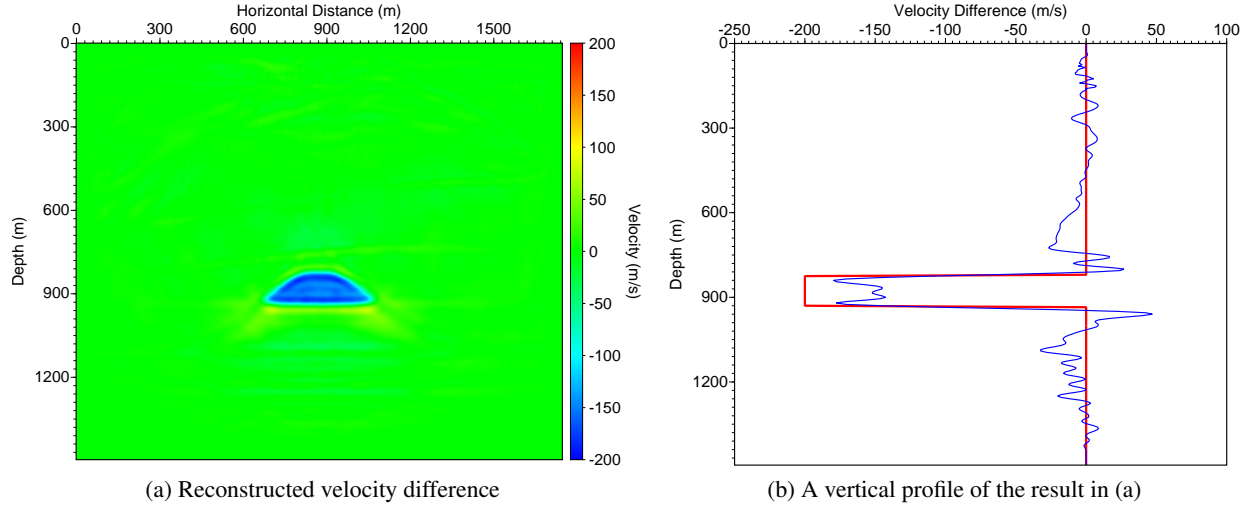 Horizontal Distance (m)
0 300 600 900 1200 1500
0
300
600
900
1200
Depth (m)
200
150
100
50
0
-50
-100
-150
-200
Velocity (m/s)
(a) Reconstructed velocity difference
Velocity Difference (m/s)
-250 -200 -150 -100 -50 0 50 100
0
300
600
900
1200
Depth (m)
(b) A vertical profile of the result in (a)